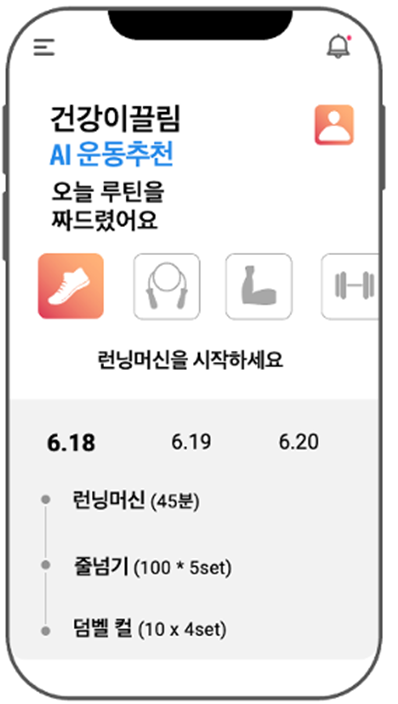 건강이끌림
AI 운동추천
오늘 루틴을
짜드렸어요
런닝머신을 시작하세요
6.18 6.19 6.20
런닝머신 (45분)
줄넘기 (100 * 5set)
덤벨 컬 (10 x 4set)